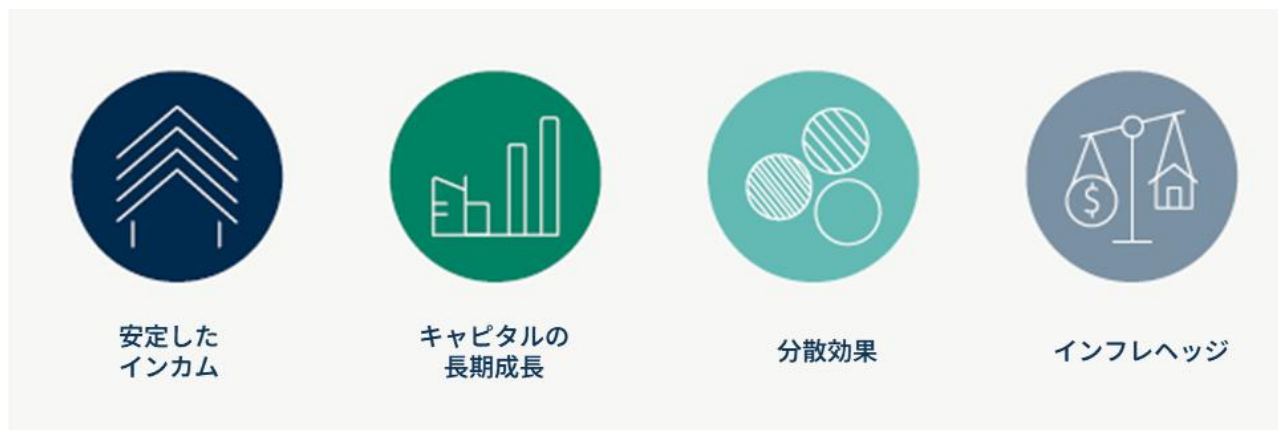 安定した
インカム
キャピタルの
長期成長
分散効果
インフレヘッジ
$